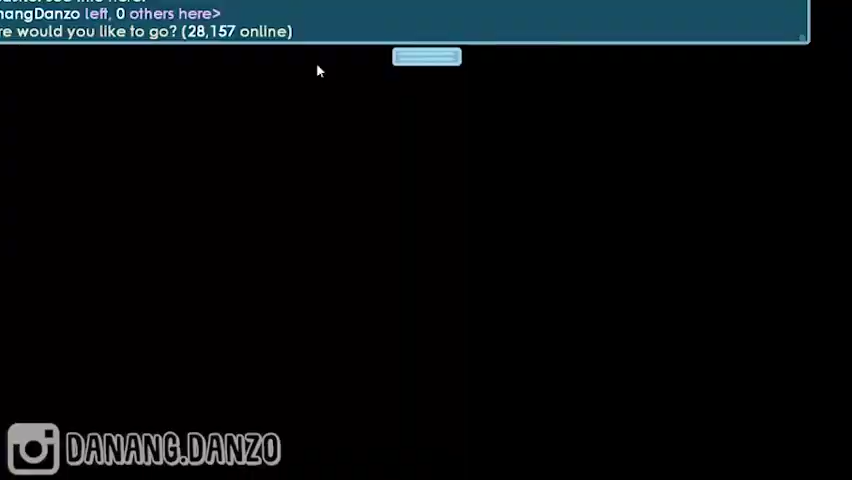 nangDanzo left, 0 others here>
re would you like to go? (28,157 online)
DANANG.DANZO